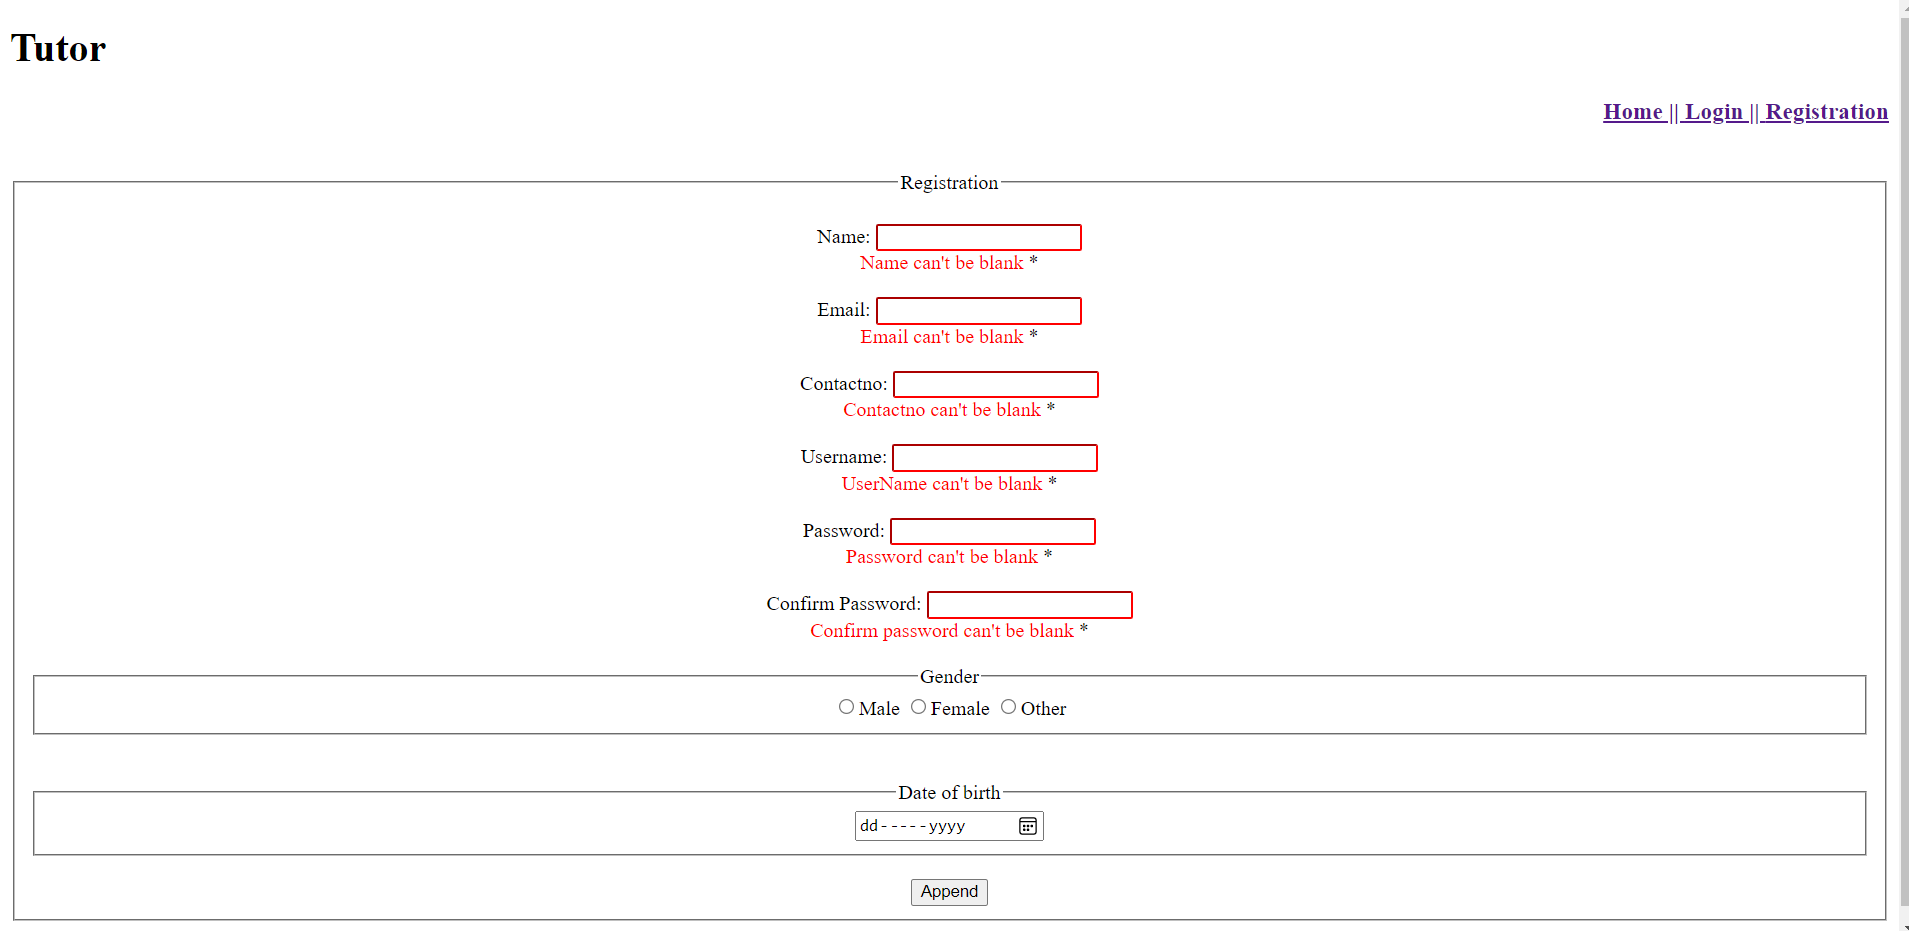 Tutor
Home || Login || Registration
Registration
Name:
Name can't be blank *
Email:
Email can't be blank *
Contactno:
Contactno can't be blank *
Username:
UserName can't be blank *
Password:
Password can't be blank *
Confirm Password:
Confirm password can't be blank *
Gender
Male Female Other
Date of birth
dd-----yyyy
Append